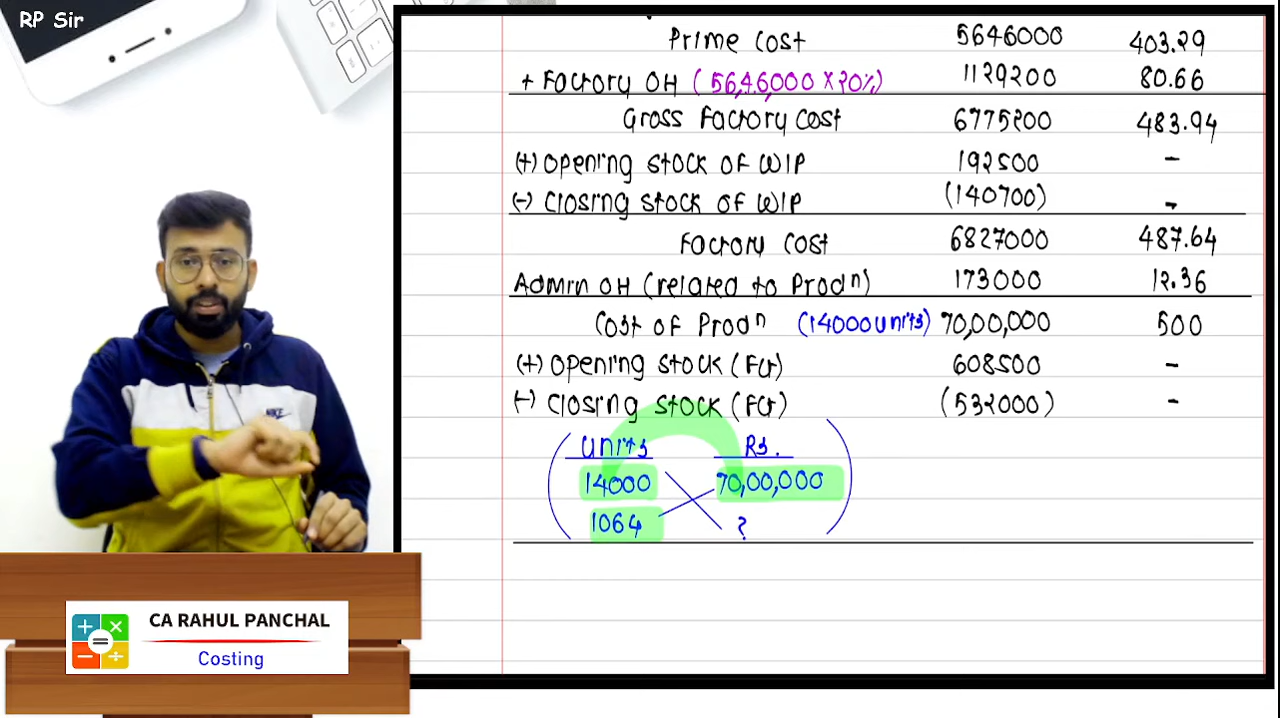 RP Sir
Prime Cost 5646000 403.29
+ Factory OH (56,46,000 X 20%) 1129200 80.66
Gross Factory Cost 6775200 483.94
(+) Opening stock of WIP 192500 -
(-) Closing stock of WIP (140700) -
Factory Cost 6827000 487.64
Admin OH (related to Prodn) 173000 12.36
Cost of Prodn (14000 units) 70,00,000 500
(+) Opening stock (FG) 608500 -
(-) Closing stock (FG) (532000) -
Units Rs.
14000 70,00,000
1064 ?
CA RAHUL PANCHAL
Costing